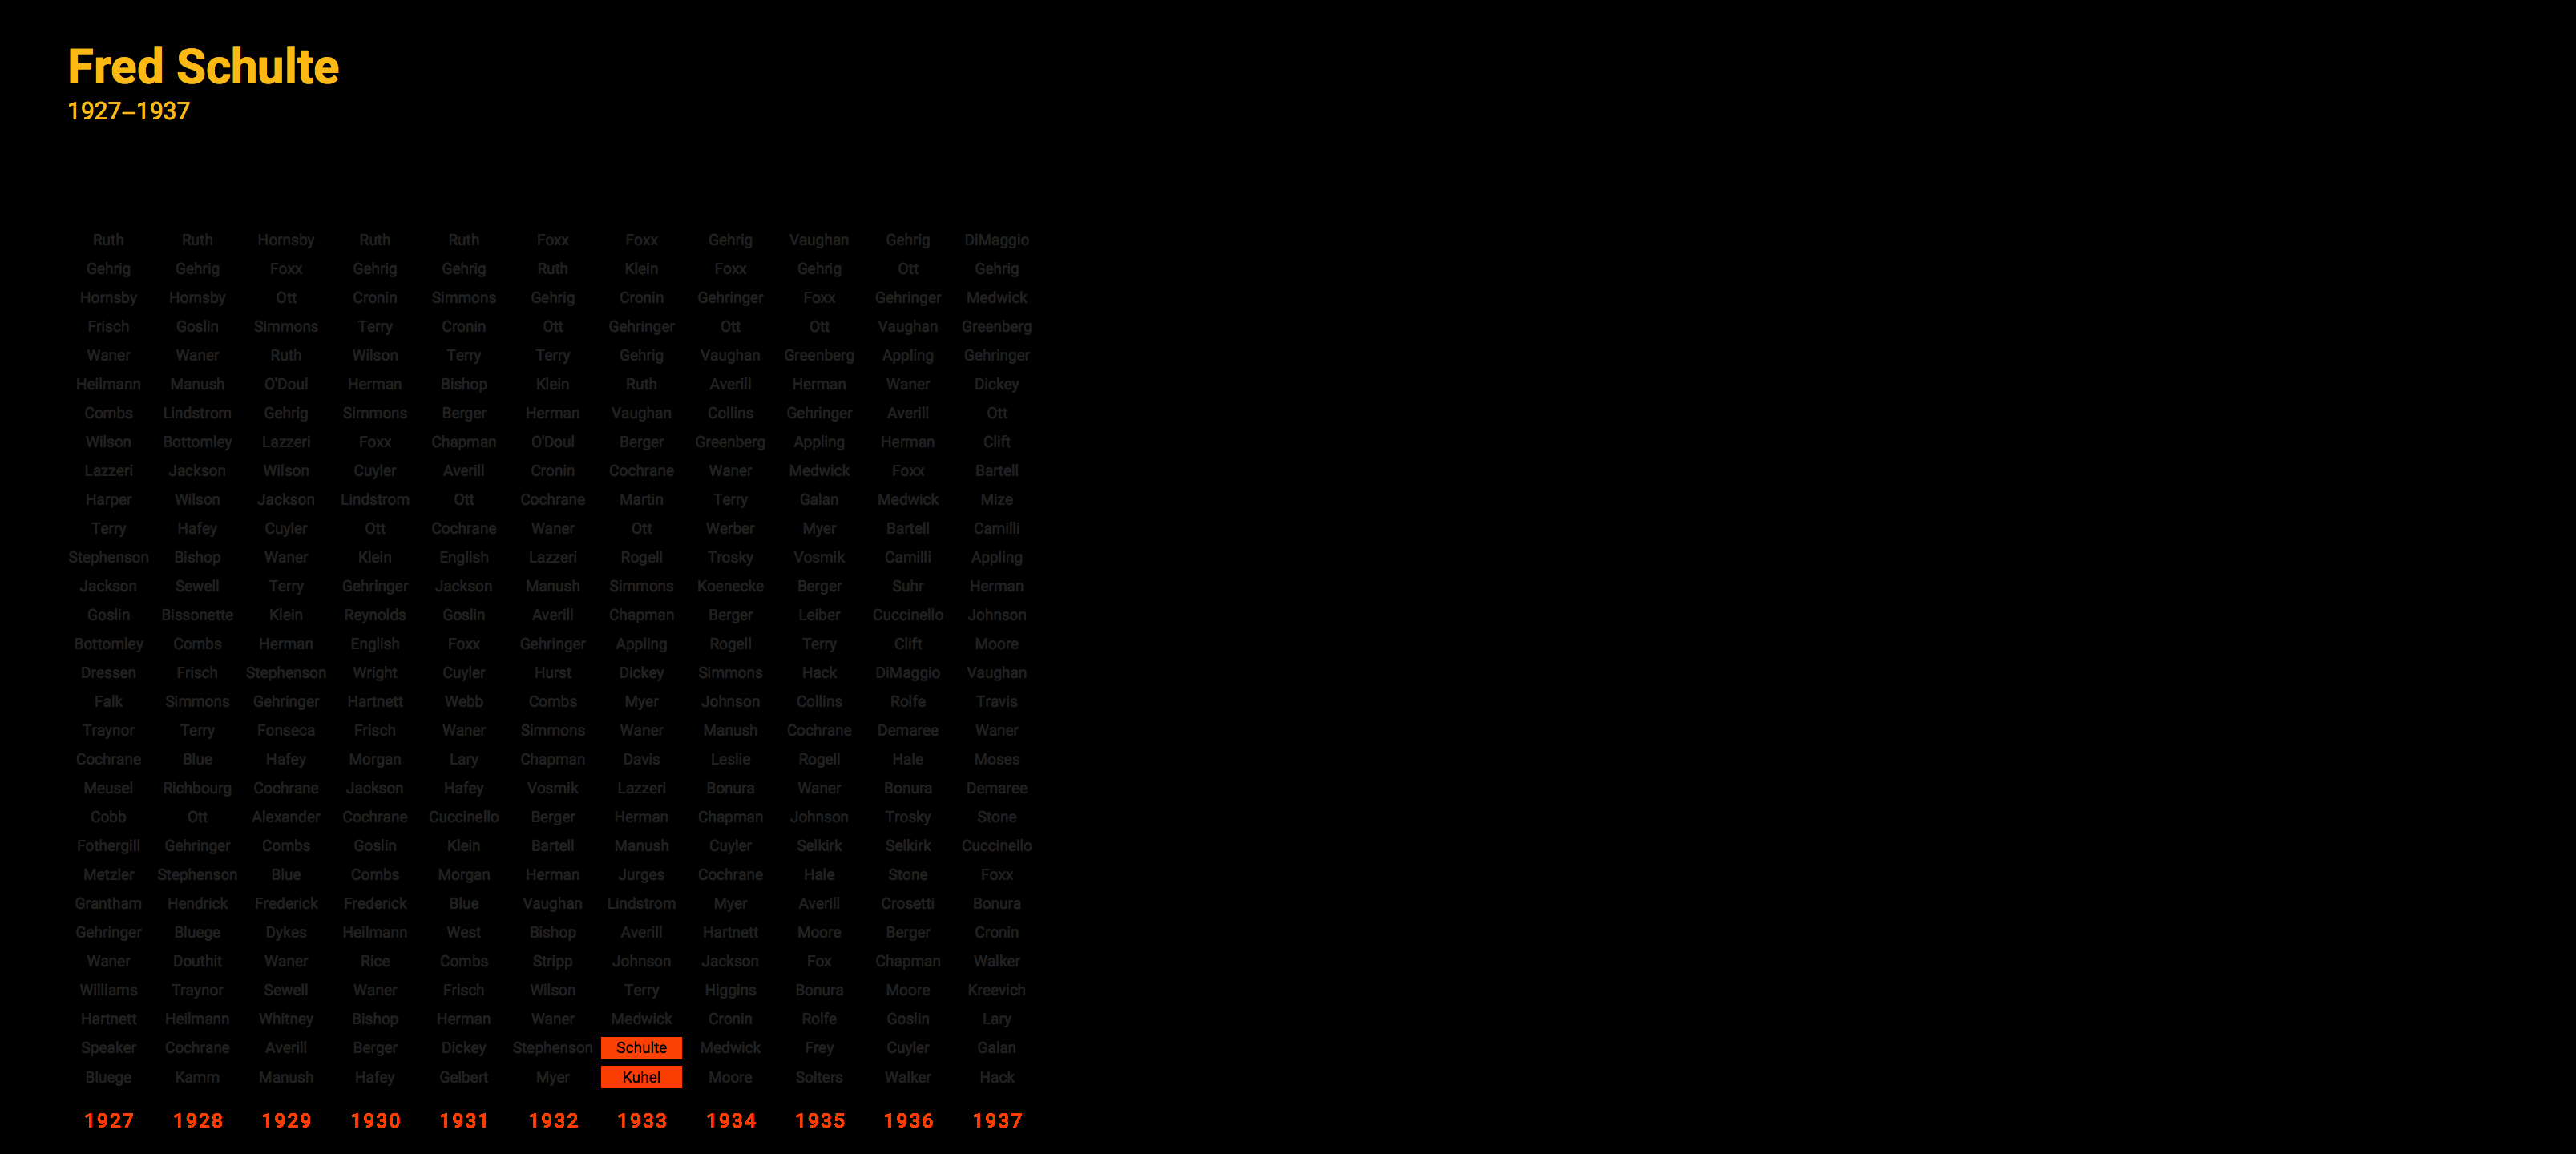 Fred Schulte
1927–1937
Ruth Ruth Hornsby Ruth Ruth Foxx Foxx Gehrig Vaughan Gehrig DiMaggio
Gehrig Gehrig Foxx Gehrig Gehrig Ruth Klein Foxx Gehrig Ott Gehrig
Hornsby Hornsby Ott Cronin Simmons Gehrig Cronin Gehringer Foxx Gehringer Medwick
Frisch Goslin Simmons Terry Cronin Ott Gehringer Ott Ott Vaughan Greenberg
Waner Waner Ruth Wilson Terry Terry Gehrig Vaughan Greenberg Appling Gehringer
Heilmann Manush O'Doul Herman Bishop Klein Ruth Averill Herman Waner Dickey
Combs Lindstrom Gehrig Simmons Berger Herman Vaughan Collins Gehringer Averill Ott
Wilson Bottomley Lazzeri Foxx Chapman O'Doul Berger Greenberg Appling Herman Clift
Lazzeri Jackson Wilson Cuyler Averill Cronin Cochrane Waner Medwick Foxx Bartell
Harper Wilson Jackson Lindstrom Ott Cochrane Martin Terry Galan Medwick Mize
Terry Hafey Cuyler Ott Cochrane Waner Ott Werber Myer Bartell Camilli
Stephenson Bishop Waner Klein English Lazzeri Rogell Trosky Vosmik Camilli Appling
Jackson Sewell Terry Gehringer Jackson Manush Simmons Koenecke Berger Suhr Herman
Goslin Bissonette Klein Reynolds Goslin Averill Chapman Berger Leiber Cuccinello Johnson
Bottomley Combs Herman English Foxx Gehringer Appling Rogell Terry Clift Moore
Dressen Frisch Stephenson Wright Cuyler Hurst Dickey Simmons Hack DiMaggio Vaughan
Falk Simmons Gehringer Hartnett Webb Combs Myer Johnson Collins Rolfe Travis
Traynor Terry Fonseca Frisch Waner Simmons Waner Manush Cochrane Demaree Waner
Cochrane Blue Hafey Morgan Lary Chapman Davis Leslie Rogell Hale Moses
Meusel Richbourg Cochrane Jackson Hafey Vosmik Lazzeri Bonura Waner Bonura Demaree
Cobb Ott Alexander Cochrane Cuccinello Berger Herman Chapman Johnson Trosky Stone
Fothergill Gehringer Combs Goslin Klein Bartell Manush Cuyler Selkirk Selkirk Cuccinello
Metzler Stephenson Blue Combs Morgan Herman Jurges Cochrane Hale Stone Foxx
Grantham Hendrick Frederick Frederick Blue Vaughan Lindstrom Myer Averill Crosetti Bonura
Gehringer Bluege Dykes Heilmann West Bishop Averill Hartnett Moore Berger Cronin
Waner Douthit Waner Rice Combs Stripp Johnson Jackson Fox Chapman Walker
Williams Traynor Sewell Waner Frisch Wilson Terry Higgins Bonura Moore Kreevich
Hartnett Heilmann Whitney Bishop Herman Waner Medwick Cronin Rolfe Goslin Lary
Speaker Cochrane Averill Berger Dickey Stephenson Schulte Medwick Frey Cuyler Galan
Bluege Kamm Manush Hafey Gelbert Myer Kuhel Moore Solters Walker Hack
1927 1928 1929 1930 1931 1932 1933 1934 1935 1936 1937